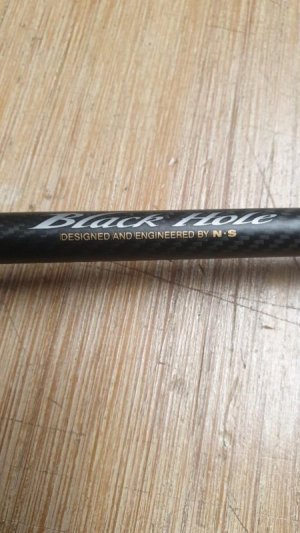 Black Hole
DESIGNED AND ENGINEERED BY N·S